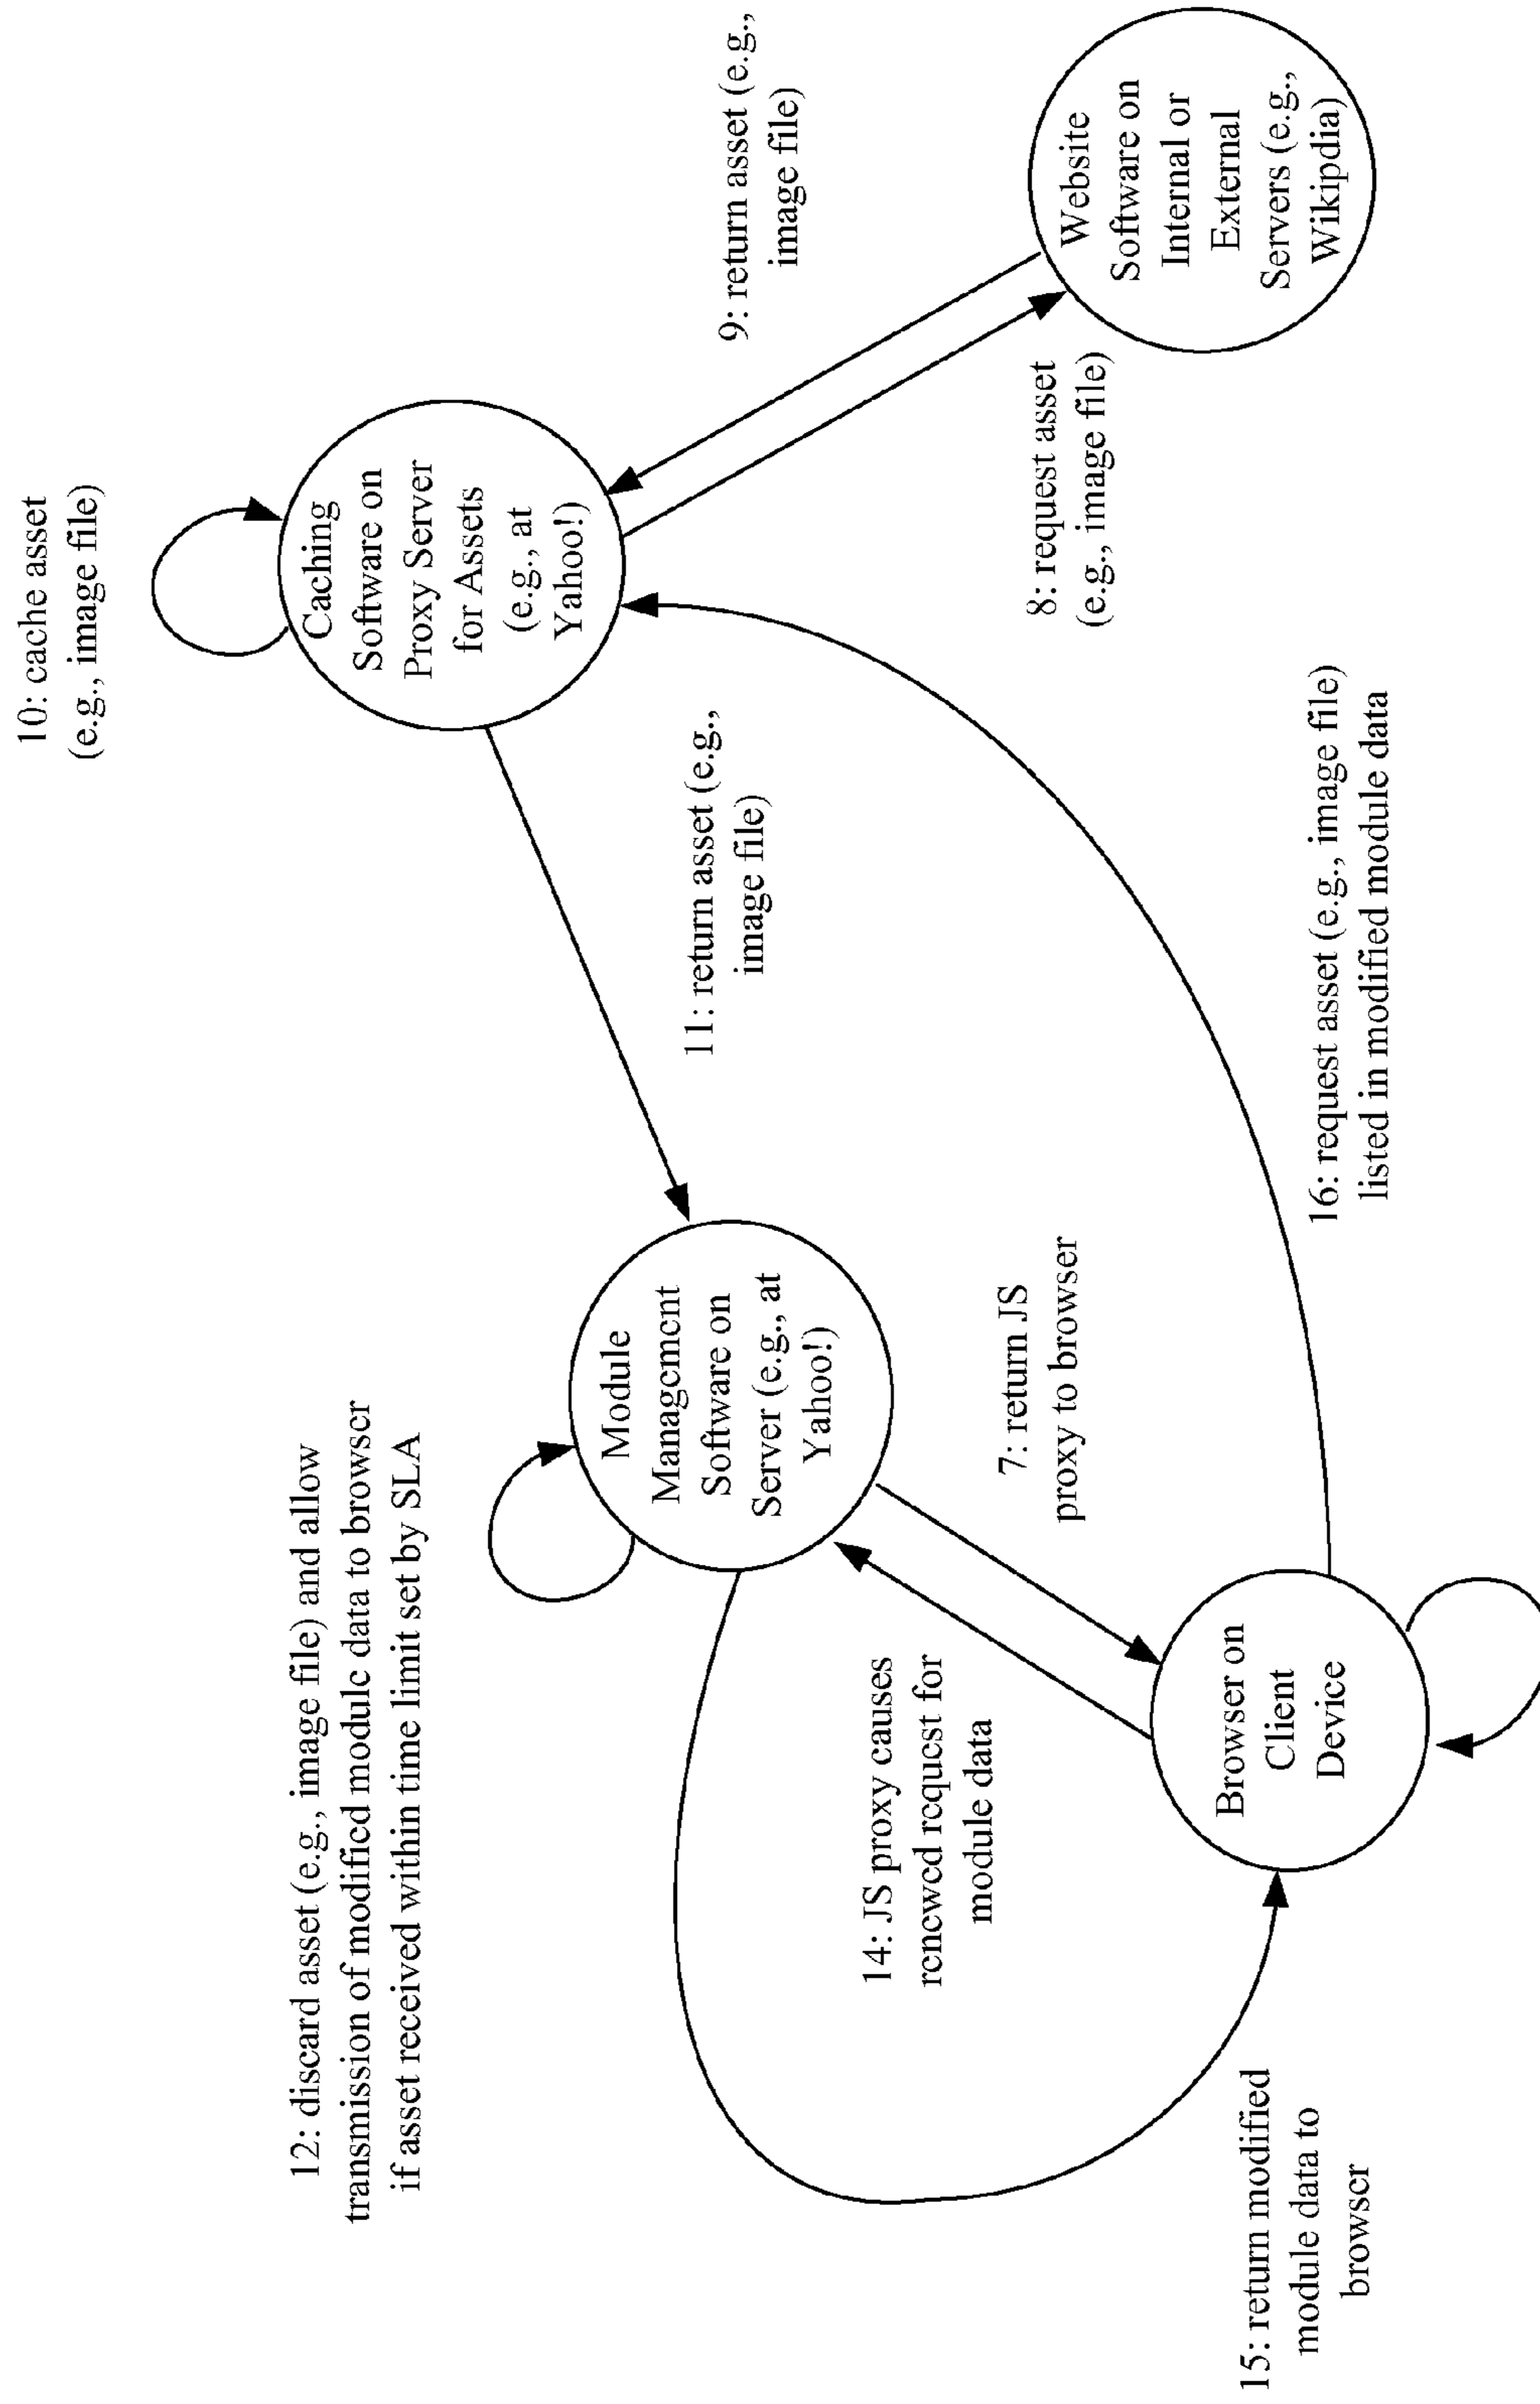 10: cache asset
(e.g., image file)
12: discard asset (e.g., image file) and allow
transmission of modified module data to browser
if asset received within time limit set by SLA
Caching
Software on
Proxy Server
for Assets
(e.g., at
Yahoo!)
Module
Management
Software on
Server (e.g., at
Yahoo!)
11: return asset (e.g.,
image file)
9: return asset (e.g.,
image file)
14: JS proxy causes
renewed request for
module data
7: return JS
proxy to browser
8: request asset
(e.g., image file)
Website
Software on
Internal or
External
Servers (e.g.,
Wikipdia)
Browser on
Client
Device
15: return modified
module data to
browser
16: request asset (e.g., image file)
listed in modified module data